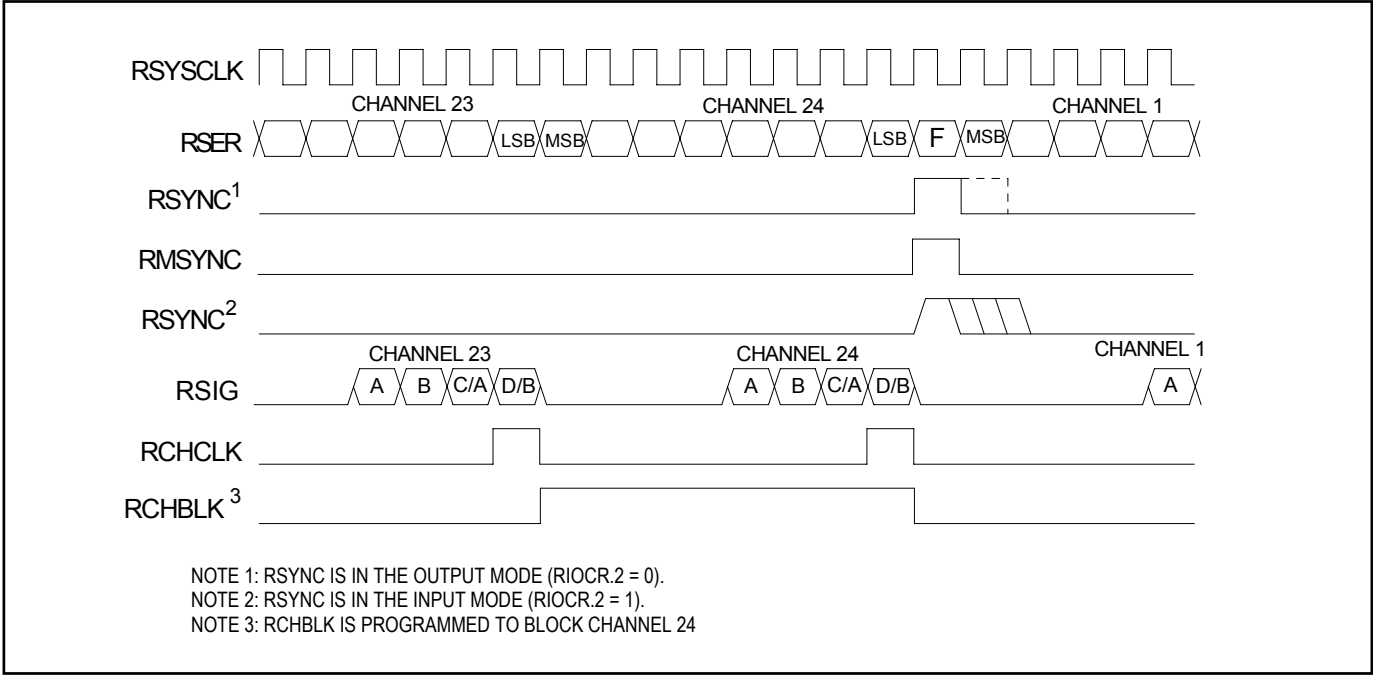 RSYSCLK
CHANNEL 23 CHANNEL 24 CHANNEL 1
RSER LSB MSB LSB F MSB
RSYNC1
RMSYNC
RSYNC2
CHANNEL 23 CHANNEL 24 CHANNEL 1
RSIG A B C/A D/B A B C/A D/B A
RCHCLK
RCHBLK 3
NOTE 1: RSYNC IS IN THE OUTPUT MODE (RIOCR.2 = 0).
NOTE 2: RSYNC IS IN THE INPUT MODE (RIOCR.2 = 1).
NOTE 3: RCHBLK IS PROGRAMMED TO BLOCK CHANNEL 24